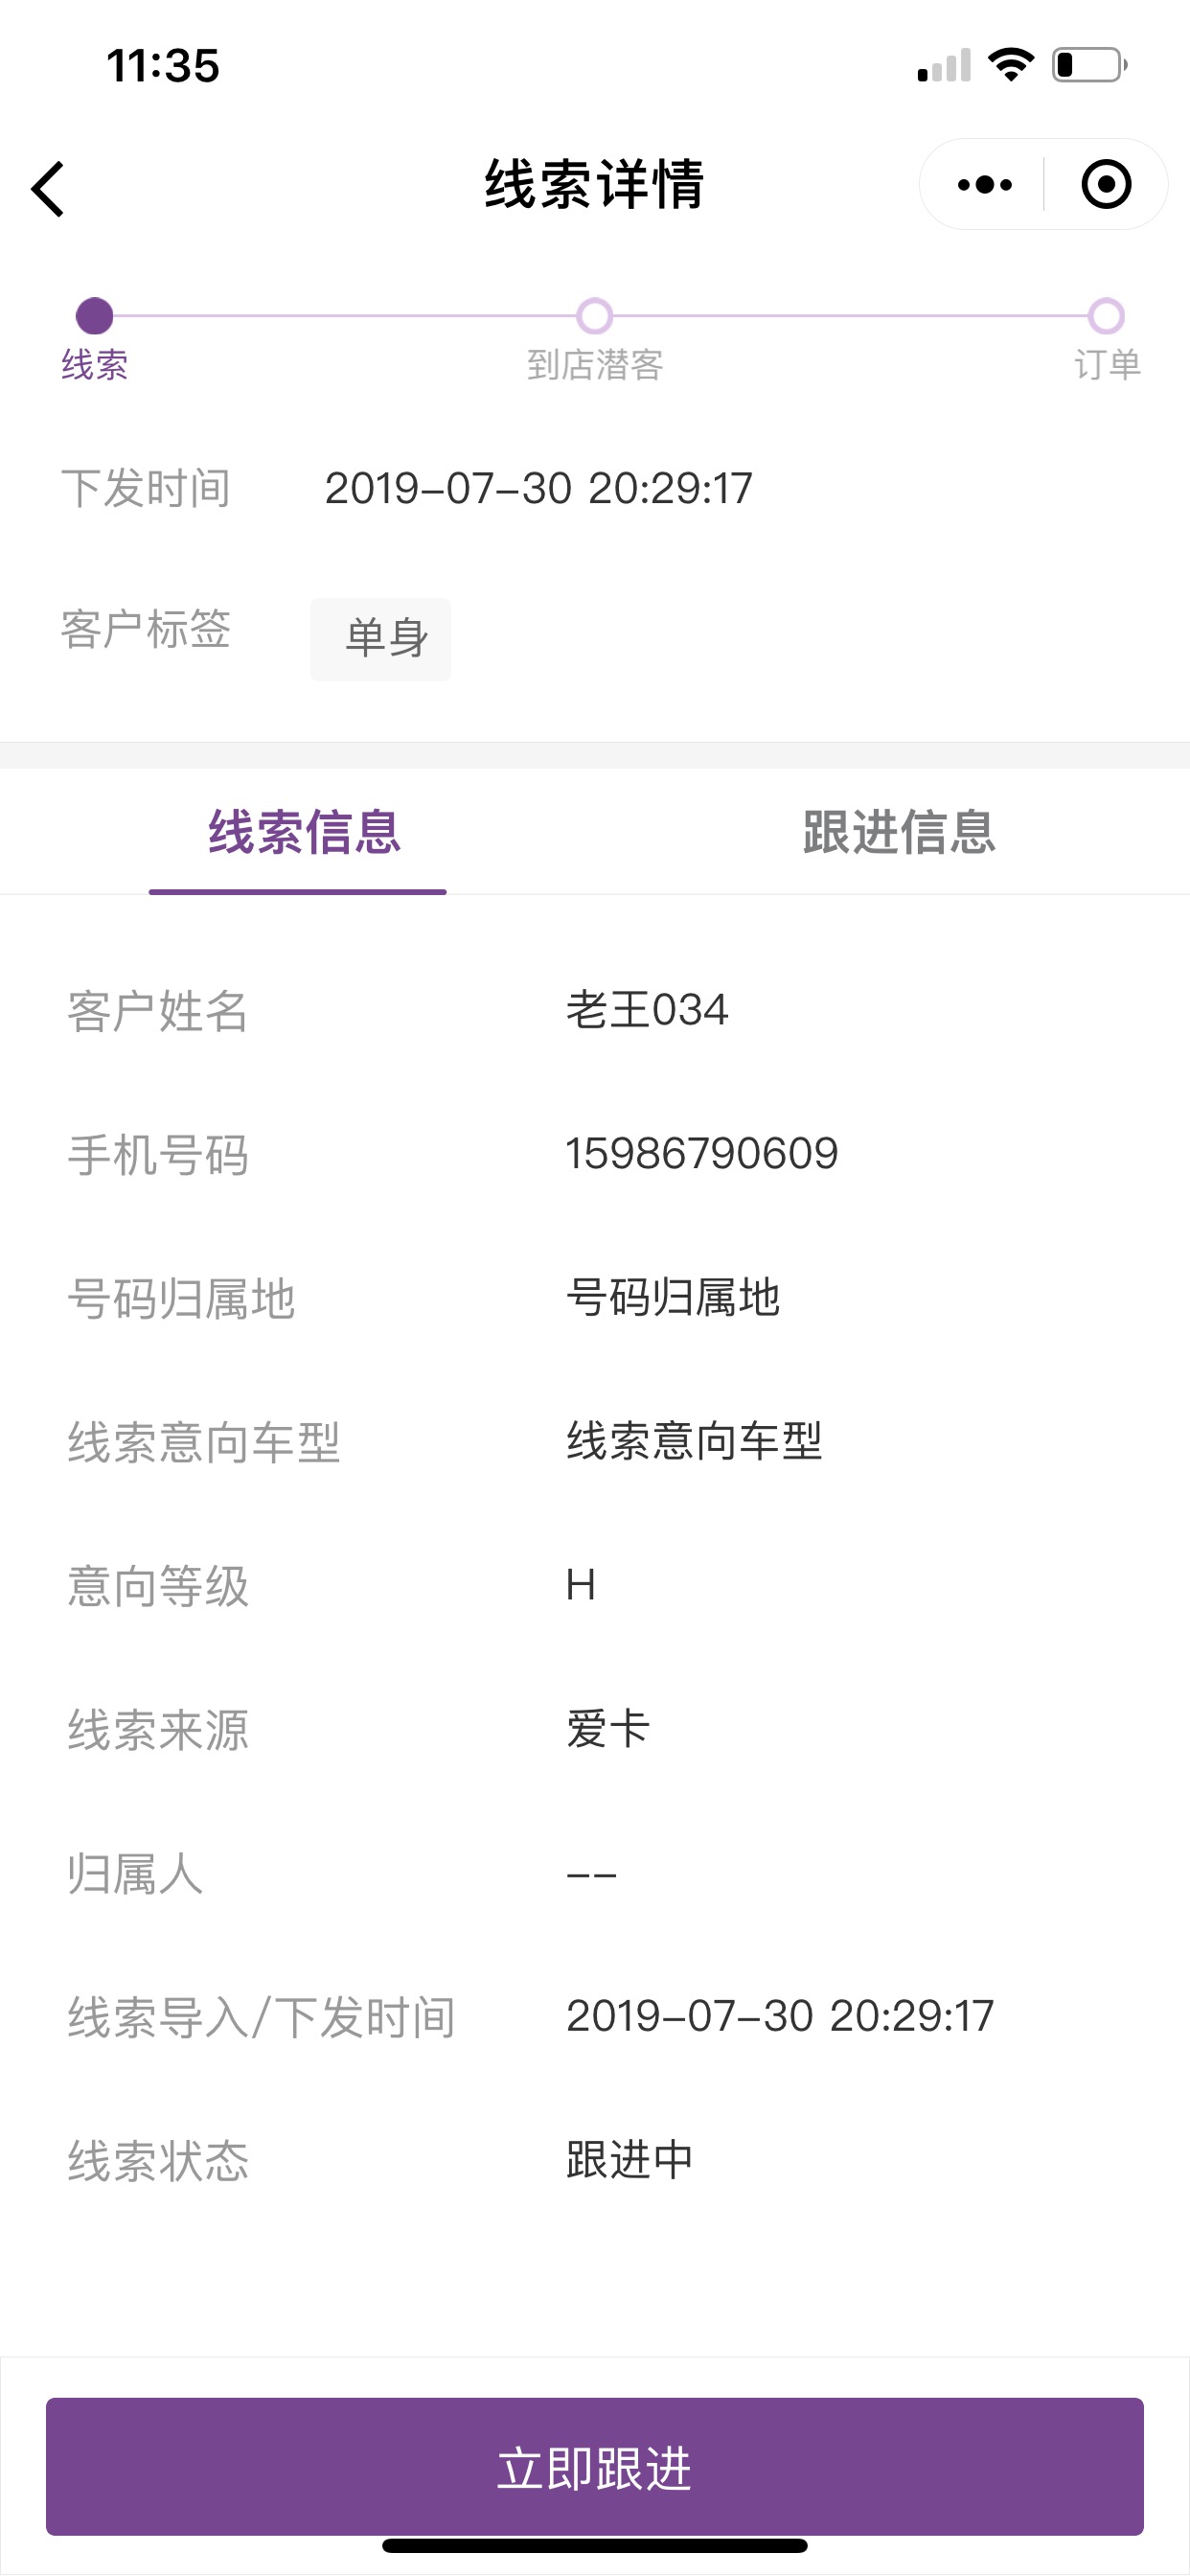 11:35
线索详情
线索 到店潜客 订单
下发时间 2019-07-30 20:29:17
客户标签 单身
线索信息 跟进信息
客户姓名 老王034
手机号码 15986790609
号码归属地 号码归属地
线索意向车型 线索意向车型
意向等级 H
线索来源 爱卡
归属人 --
线索导入/下发时间 2019-07-30 20:29:17
线索状态 跟进中
立即跟进